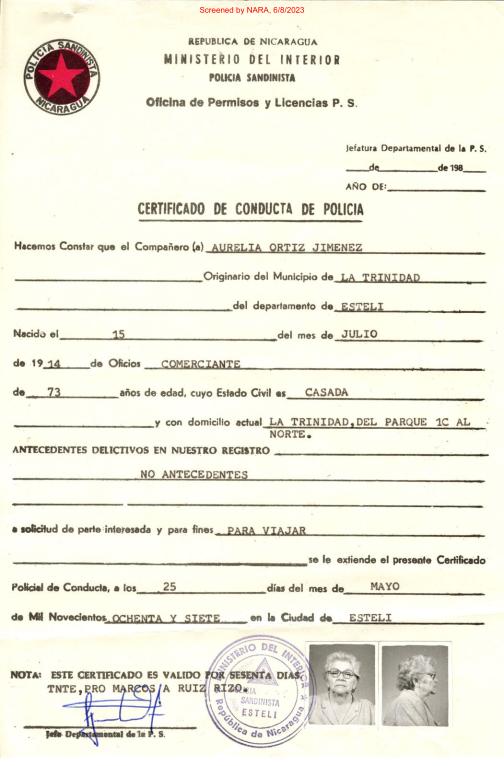 Screened by NARA, 6/8/2023
POLICIA SANDINISTA
NICARAGUA
REPUBLICA DE NICARAGUA
MINISTERIO DEL INTERIOR
POLICIA SANDINISTA
Oficina de Permisos y Licencias P. S.
Jefatura Departamental de la P. S.
____de____________de 198____
AÑO DE:____________
CERTIFICADO DE CONDUCTA DE POLICIA
Hacemos Constar que el Compañero (a) AURELIA ORTIZ JIMENEZ
Originario del Municipio de LA TRINIDAD
del departamento de ESTELI
Nacido el 15 del mes de JULIO
de 1914 de Oficios COMERCIANTE
de 73 años de edad, cuyo Estado Civil es CASADA
y con domicilio actual LA TRINIDAD,DEL PARQUE 1C AL
NORTE.
ANTECEDENTES DELICTIVOS EN NUESTRO REGISTRO
NO ANTECEDENTES
a solicitud de parte interesada y para fines PARA VIAJAR
se le extiende el presente Certificado
Policial de Conducta, a los 25 días del mes de MAYO
de Mil Novecientos OCHENTA Y SIETE en la Ciudad de ESTELI
NOTA: ESTE CERTIFICADO ES VALIDO POR SESENTA DIAS.
TNTE,PRO MARCOS A RUIZ RIZO.
Jefe Departamental de la P. S.
MINISTERIO DEL INTERIOR
SANDINISTA
ESTELI
República de Nicaragua